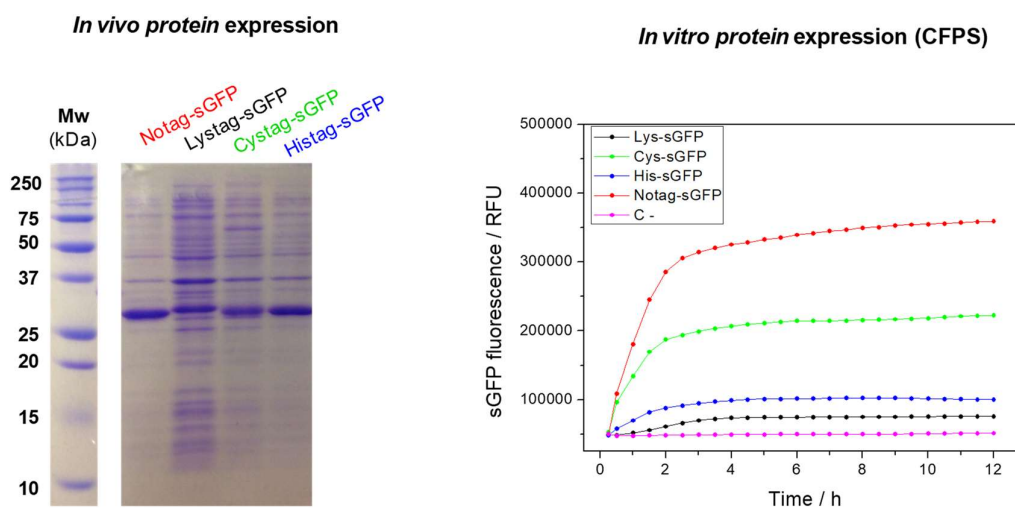 In vivo protein expression
Notag-sGFP
Lystag-sGFP
Cystag-sGFP
Histag-sGFP
Mw
(kDa)
250
75
50
37
25
20
15
10
In vitro protein expression (CFPS)
Lys-sGFP
Cys-sGFP
His-sGFP
Notag-sGFP
C -
500000
400000
300000
200000
100000
sGFP fluorescence / RFU
0 2 4 6 8 10 12
Time / h